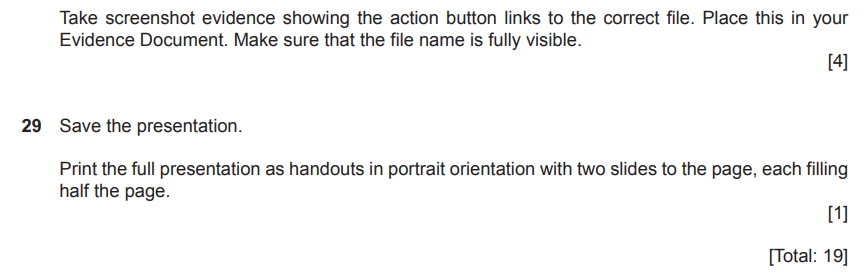 Take screenshot evidence showing the action button links to the correct file. Place this in your
Evidence Document. Make sure that the file name is fully visible.
[4]
29 Save the presentation.
Print the full presentation as handouts in portrait orientation with two slides to the page, each filling
half the page.
[1]
[Total: 19]